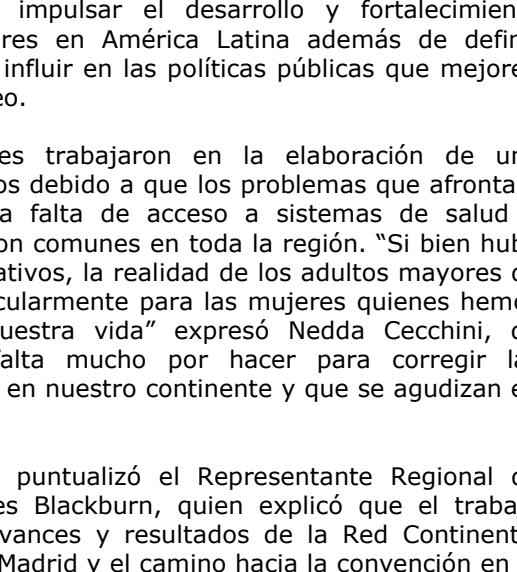 impulsar el desarrollo y fortalecimien
res en América Latina además de defin
influir en las políticas públicas que mejore
eo.
es trabajaron en la elaboración de un
os debido a que los problemas que afronta
a falta de acceso a sistemas de salud
on comunes en toda la región. “Si bien hub
ativos, la realidad de los adultos mayores d
cularmente para las mujeres quienes hemo
uestra vida” expresó Nedda Cecchini, d
falta mucho por hacer para corregir la
en nuestro continente y que se agudizan e
puntualizó el Representante Regional d
es Blackburn, quien explicó que el traba
vances y resultados de la Red Continent
Madrid y el camino hacia la convención en